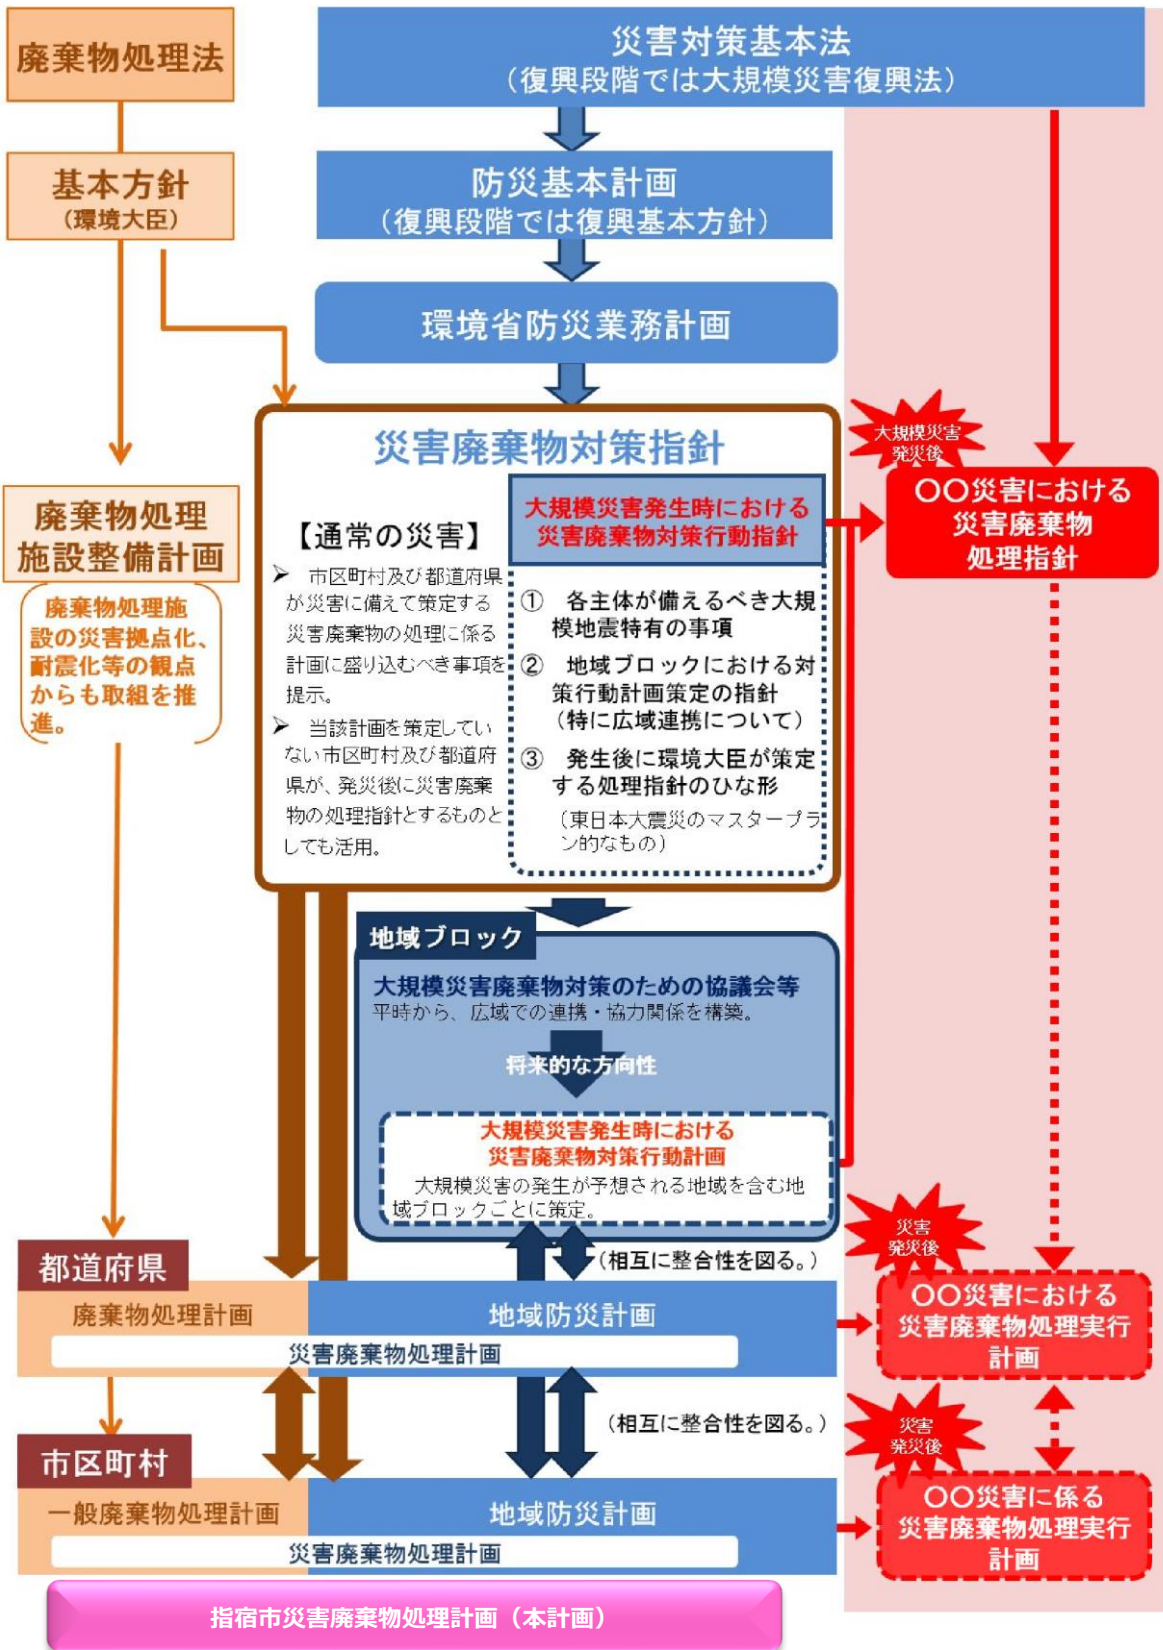 廃棄物処理法
災害対策基本法
（復興段階では大規模災害復興法）
基本方針
（環境大臣）
防災基本計画
（復興段階では復興基本方針）
環境省防災業務計画
災害廃棄物対策指針
【通常の災害】
➢ 市区町村及び都道府県
が災害に備えて策定する
災害廃棄物の処理に係る
計画に盛り込むべき事項を
提示。
➢ 当該計画を策定してい
ない市区町村及び都道府
県が、発災後に災害廃棄
物の処理指針とするものと
しても活用。
大規模災害発生時における
災害廃棄物対策行動指針
① 各主体が備えるべき大規
模地震特有の事項
② 地域ブロックにおける対
策行動計画策定の指針
（特に広域連携について）
③ 発生後に環境大臣が策定
する処理指針のひな形
（東日本大震災のマスタープラ
ン的なもの）
大規模災害
発災後
〇〇災害における
災害廃棄物
処理指針
廃棄物処理
施設整備計画
廃棄物処理施
設の災害拠点化、
耐震化等の観点
からも取組を推
進。
地域ブロック
大規模災害廃棄物対策のための協議会等
平時から、広域での連携・協力関係を構築。
将来的な方向性
大規模災害発生時における
災害廃棄物対策行動計画
大規模災害の発生が予想される地域を含む地
域ブロックごとに策定。
（相互に整合性を図る。）
都道府県
廃棄物処理計画
地域防災計画
災害廃棄物処理計画
災害
発災後
〇〇災害における
災害廃棄物処理実行
計画
（相互に整合性を図る。）
市区町村
一般廃棄物処理計画
地域防災計画
災害廃棄物処理計画
災害
発災後
〇〇災害に係る
災害廃棄物処理実行
計画
指宿市災害廃棄物処理計画（本計画）